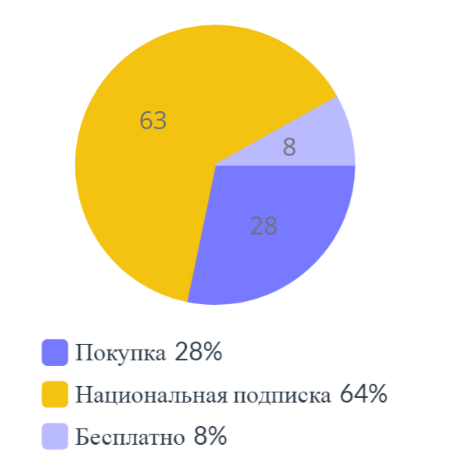 63
8
28
Покупка 28%
Национальная подписка 64%
Бесплатно 8%